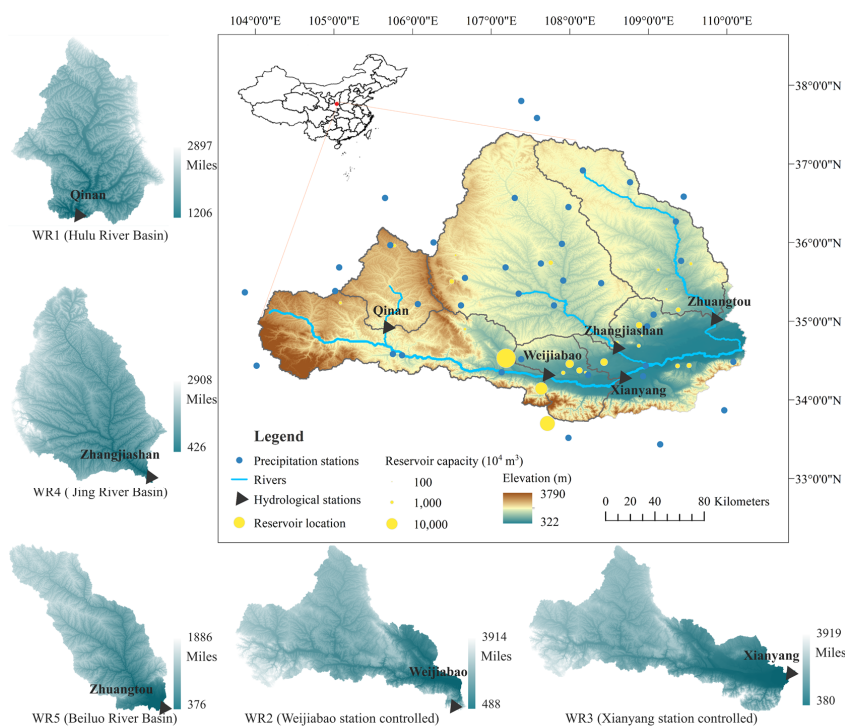 104°0'0"E 105°0'0"E 106°0'0"E 107°0'0"E 108°0'0"E 109°0'0"E 110°0'0"E
38°0'0"N
37°0'0"N
36°0'0"N
35°0'0"N
34°0'0"N
33°0'0"N
2897
Miles
1206
Qinan
WR1 (Hulu River Basin)
2908
Miles
426
Zhangjiashan
WR4 ( Jing River Basin)
Qinan
Zhuangtou
Zhangjiashan
Weijiabao
Xianyang
Legend
Precipitation stations
Rivers
Hydrological stations
Reservoir location
Reservoir capacity (10⁴ m³)
100
1,000
10,000
Elevation (m)
3790
322
0 20 40 80 Kilometers
1886
Miles
376
Zhuangtou
WR5 (Beiluo River Basin)
3914
Miles
488
Weijiabao
WR2 (Weijiabao station controlled)
3919
Miles
380
Xianyang
WR3 (Xianyang station controlled)